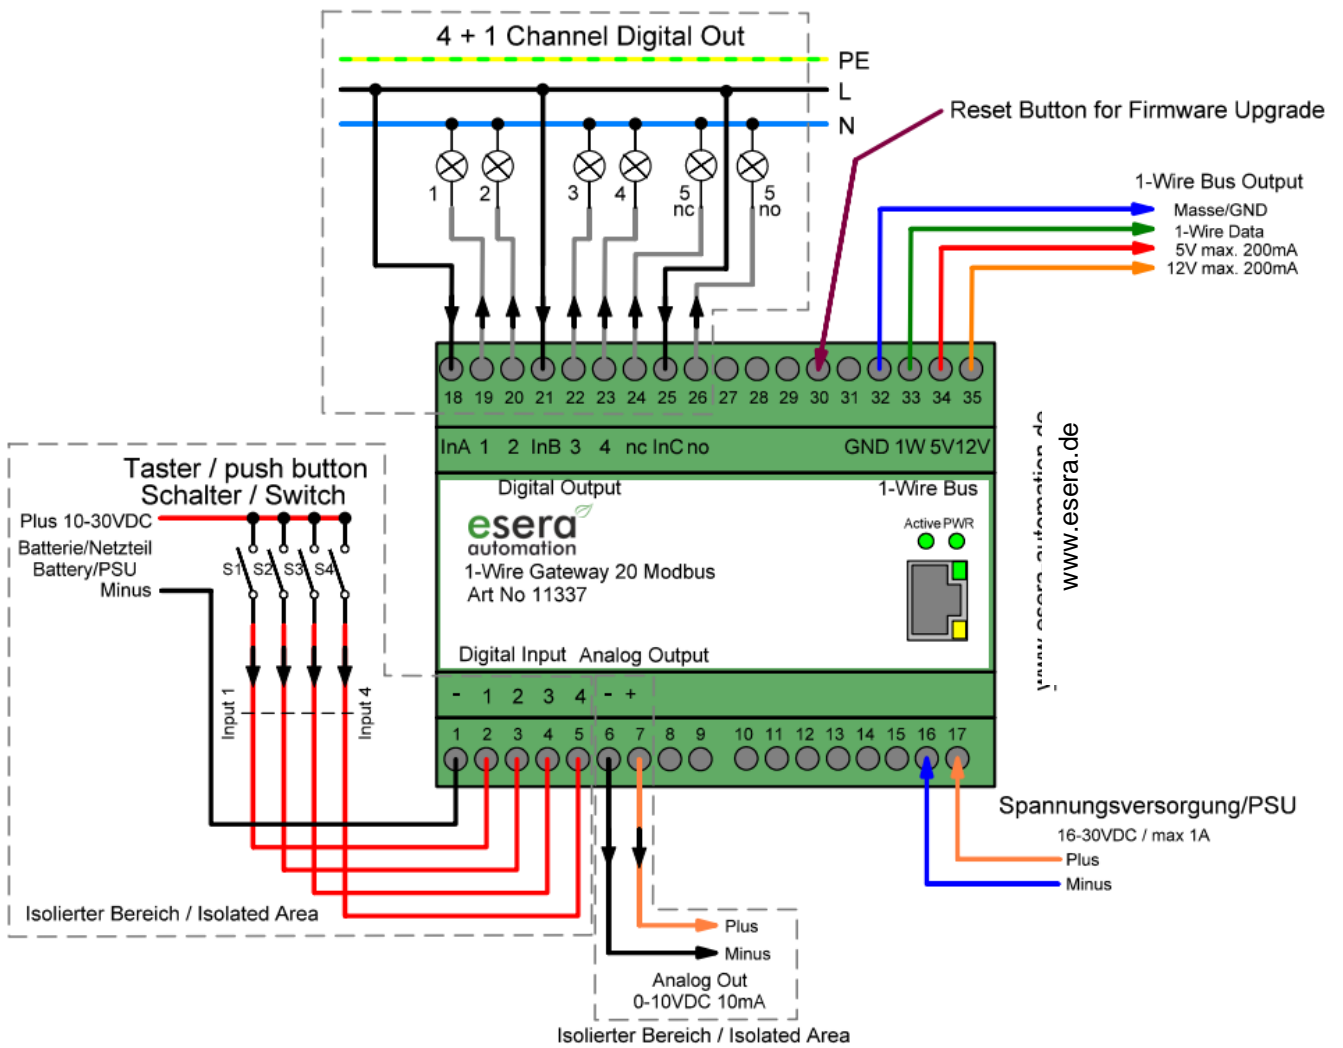 4 + 1 Channel Digital Out
PE
L
N
Reset Button for Firmware Upgrade
1 2 3 4 5 5
nc no
1-Wire Bus Output
Masse/GND
1-Wire Data
5V max. 200mA
12V max. 200mA
18 19 20 21 22 23 24 25 26 27 28 29 30 31 32 33 34 35
InA 1 2 InB 3 4 nc InC no GND 1W 5V 12V
Digital Output 1-Wire Bus
esera
automation
1-Wire Gateway 20 Modbus
Art No 11337
Active PWR
Digital Input Analog Output
- 1 2 3 4 - +
1 2 3 4 5 6 7 8 9 10 11 12 13 14 15 16 17
www.esera-automation.de
www.esera.de
Taster / push button
Schalter / Switch
Plus 10-30VDC
Batterie/Netzteil
Battery/PSU
Minus
S1 S2 S3 S4
Input 1
Input 4
Isolierter Bereich / Isolated Area
Spannungsversorgung/PSU
16-30VDC / max 1A
Plus
Minus
Plus
Minus
Analog Out
0-10VDC 10mA
Isolierter Bereich / Isolated Area